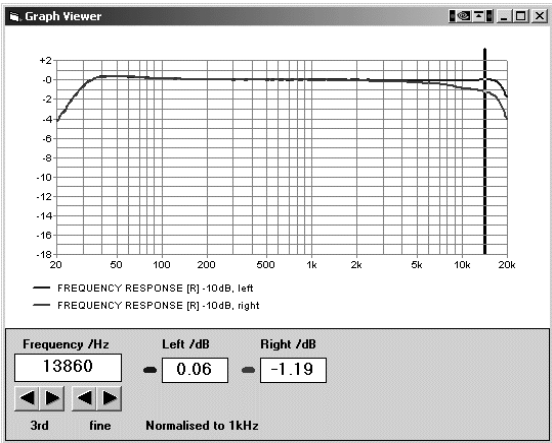 Graph Viewer
+2
-0
-2
-4
-6
-8
-10
-12
-14
-16
-18
20 50 100 200 500 1k 2k 5k 10k 20k
FREQUENCY RESPONSE [R] -10dB, left
FREQUENCY RESPONSE [R] -10dB, right
Frequency /Hz Left /dB Right /dB
13860 0.06 -1.19
3rd fine Normalised to 1kHz